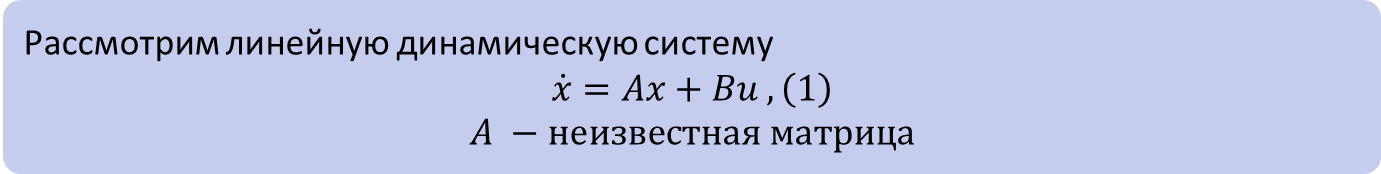 Рассмотрим линейную динамическую систему
ẋ = Ax + Bu , (1)
A − неизвестная матрица